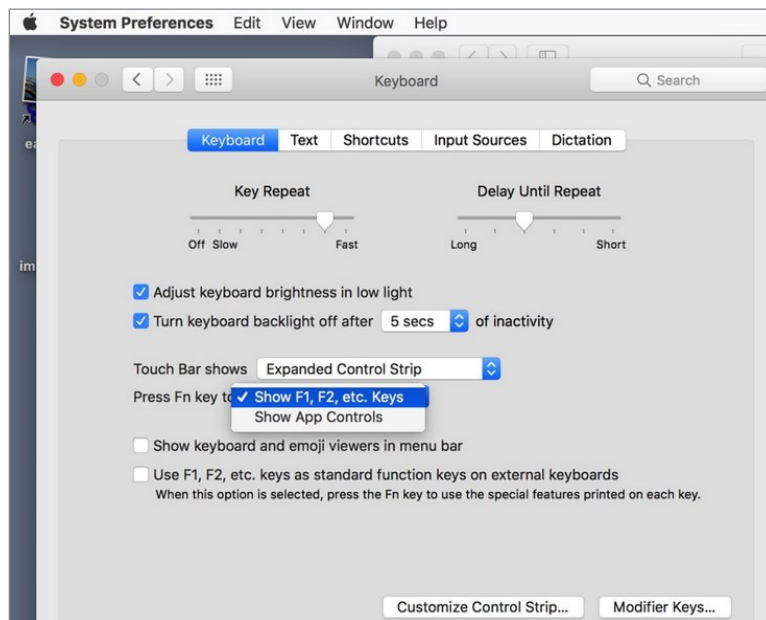 System Preferences Edit View Window Help
Keyboard
Search
Keyboard Text Shortcuts Input Sources Dictation
Key Repeat
Delay Until Repeat
Off Slow Fast
Long Short
Adjust keyboard brightness in low light
Turn keyboard backlight off after 5 secs of inactivity
Touch Bar shows Expanded Control Strip
Press Fn key to ✓ Show F1, F2, etc. Keys
Show App Controls
Show keyboard and emoji viewers in menu bar
Use F1, F2, etc. keys as standard function keys on external keyboards
When this option is selected, press the Fn key to use the special features printed on each key.
Customize Control Strip... Modifier Keys...